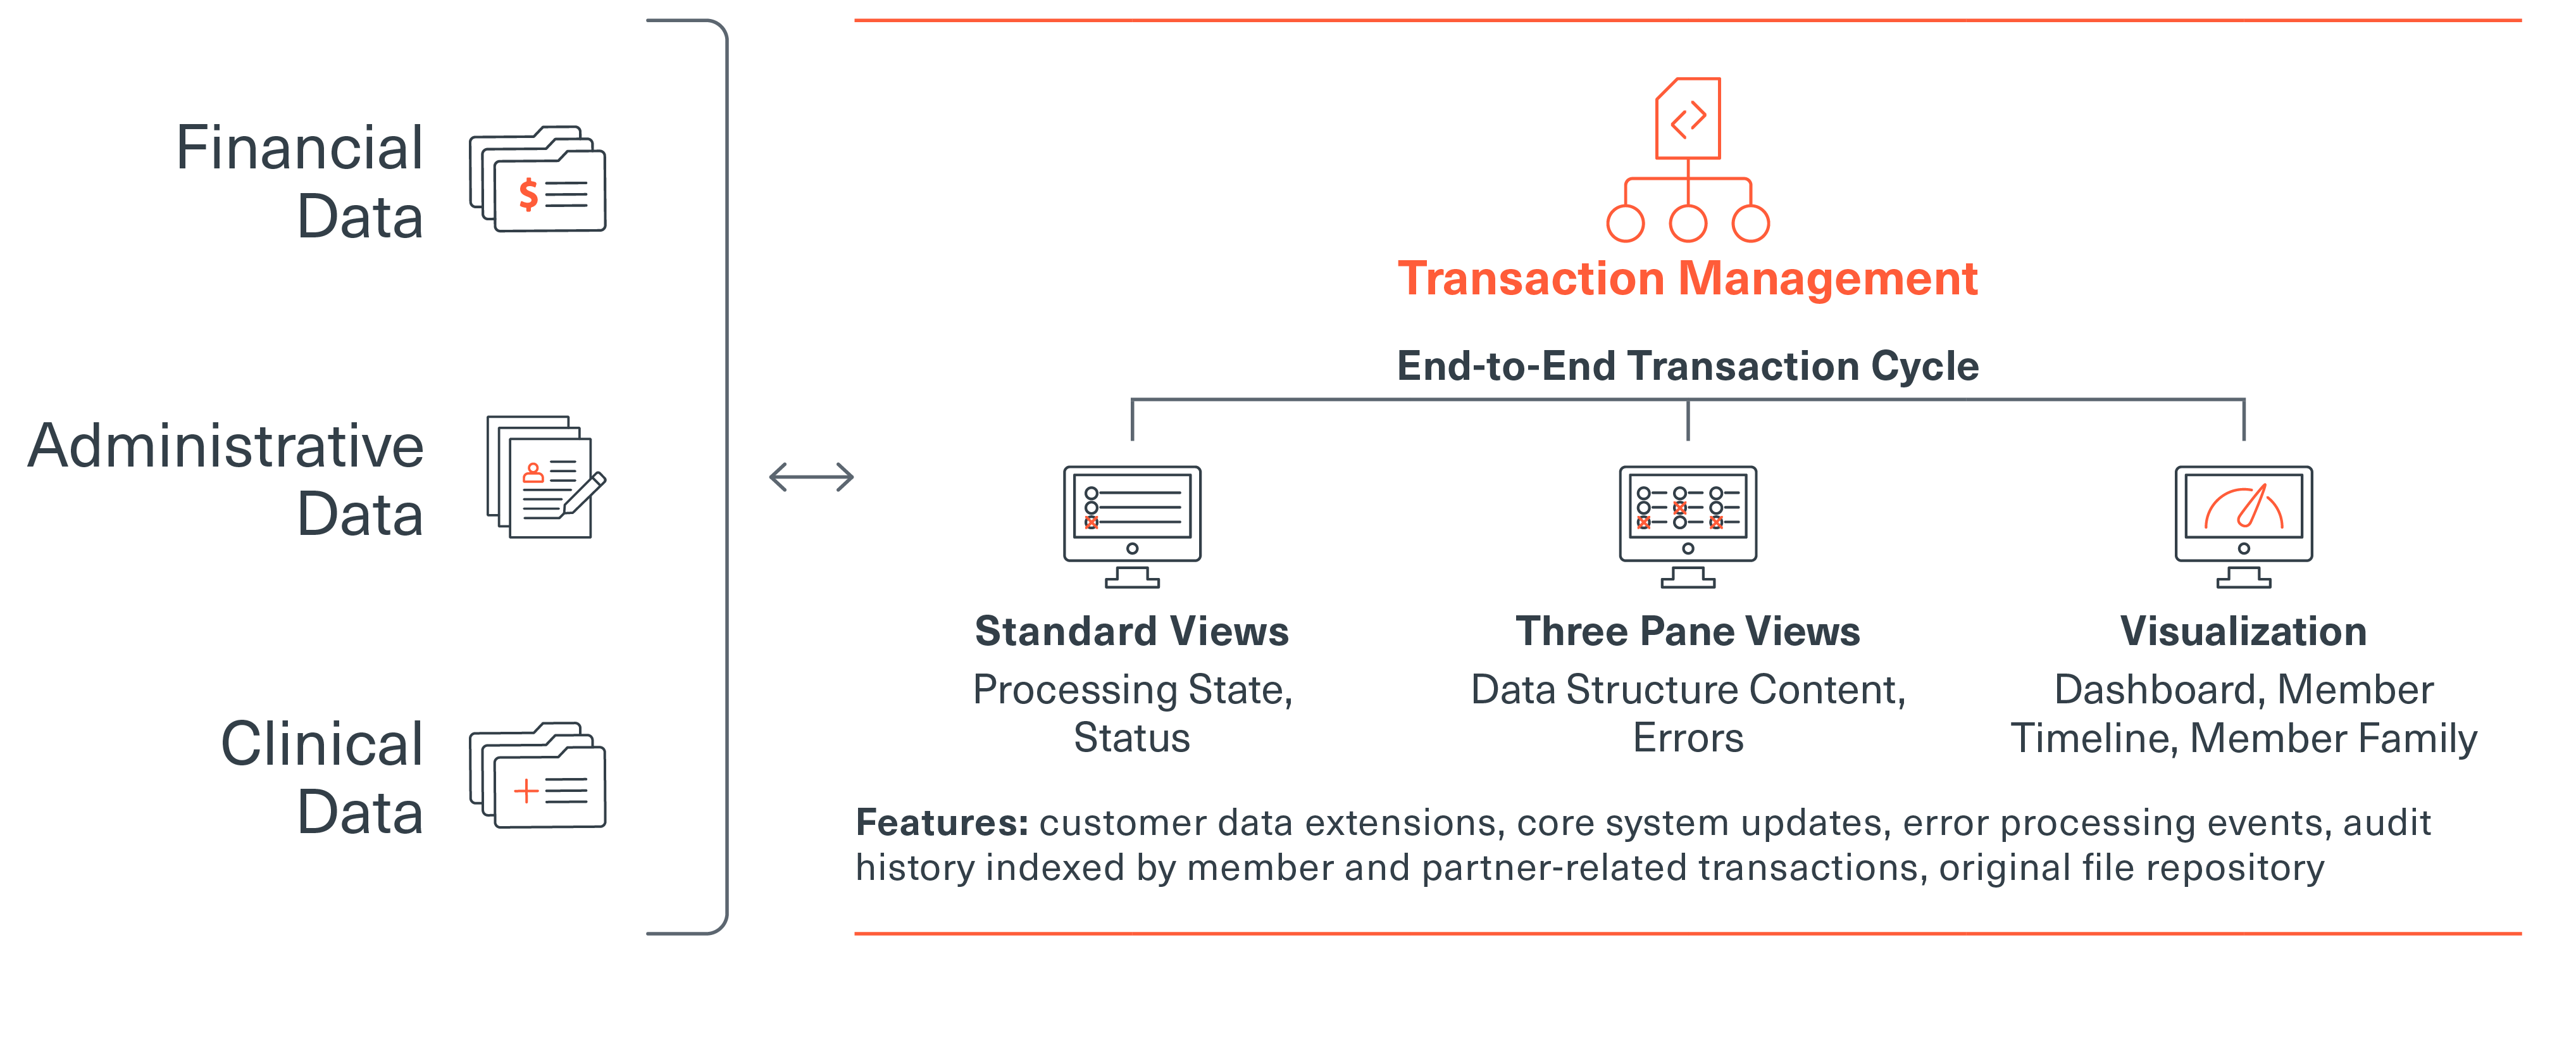 Financial
Data
Administrative
Data
Clinical
Data
Transaction Management
End-to-End Transaction Cycle
Standard Views
Processing State,
Status
Three Pane Views
Data Structure Content,
Errors
Visualization
Dashboard, Member
Timeline, Member Family
Features: customer data extensions, core system updates, error processing events, audit
history indexed by member and partner-related transactions, original file repository